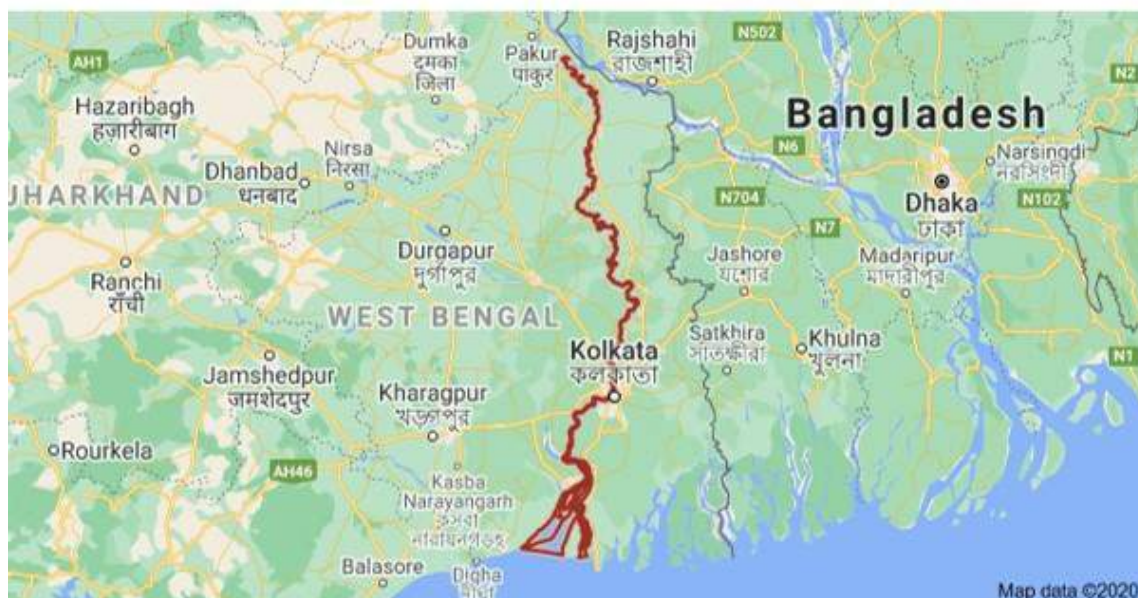 Dumka
दुमका
जिला
Pakur
पाकुर
Rajshahi
রাজশাহী
N502
AH1
N2
Hazaribagh
हज़ारीबाग
Bangladesh
Nirsa
निरसा
N6
Narsingdi
নরসিংদী
Dhanbad
धनबाद
JHARKHAND
N704
Dhaka
ঢাকা
N102
N7
Durgapur
দুর্গাপুর
Jashore
যশোর
Madaripur
মাদারীপুর
Ranchi
राँची
WEST BENGAL
Kolkata
কলকাতা
Satkhira
সাতক্ষীরা
Khulna
খুলনা
N1
Jamshedpur
जमशेदपुर
Kharagpur
খড়্গপুর
Rourkela
AH46
Kasba
Narayangarh
Balasore
Digha
Map data ©2020